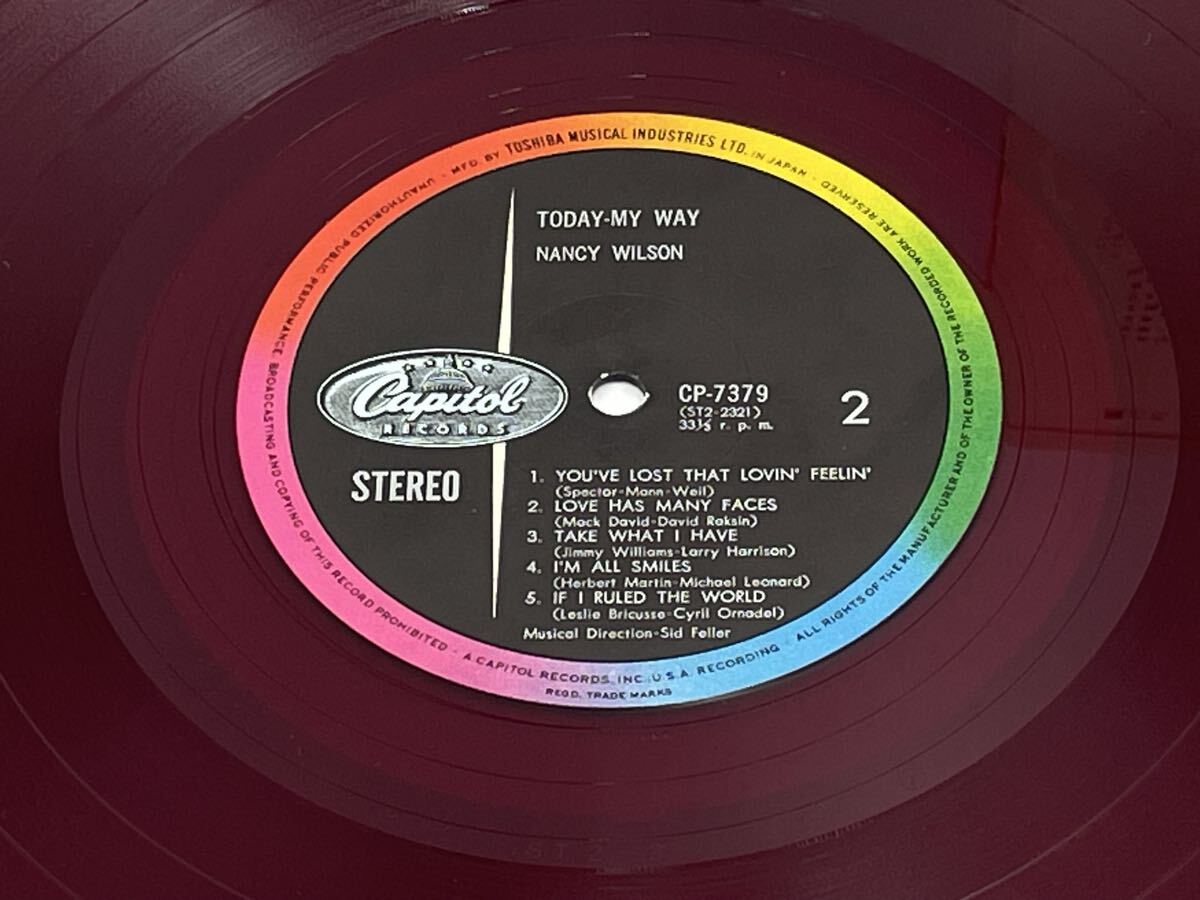 MFD BY TOSHIBA MUSICAL INDUSTRIES LTD. IN JAPAN · ALL RIGHTS OF THE MANUFACTURER AND OF THE OWNER OF THE RECORDED WORK ARE RESERVED
UNAUTHORIZED PUBLIC PERFORMANCE, BROADCASTING AND COPYING OF THIS RECORD PROHIBITED ·
A CAPITOL RECORDS, INC., U.S.A. RECORDING ·
REGD. TRADE MARKS
TODAY-MY WAY
NANCY WILSON
Capitol
RECORDS
STEREO
CP-7379
(ST2-2321)
33⅓ r. p. m.
2
1. YOU'VE LOST THAT LOVIN' FEELIN'
(Spector-Mann-Weil)
2. LOVE HAS MANY FACES
(Mack David-David Raksin)
3. TAKE WHAT I HAVE
(Jimmy Williams-Larry Harrison)
4. I'M ALL SMILES
(Herbert Martin-Michael Leonard)
5. IF I RULED THE WORLD
(Leslie Bricusse-Cyril Ornadel)
Musical Direction-Sid Feller